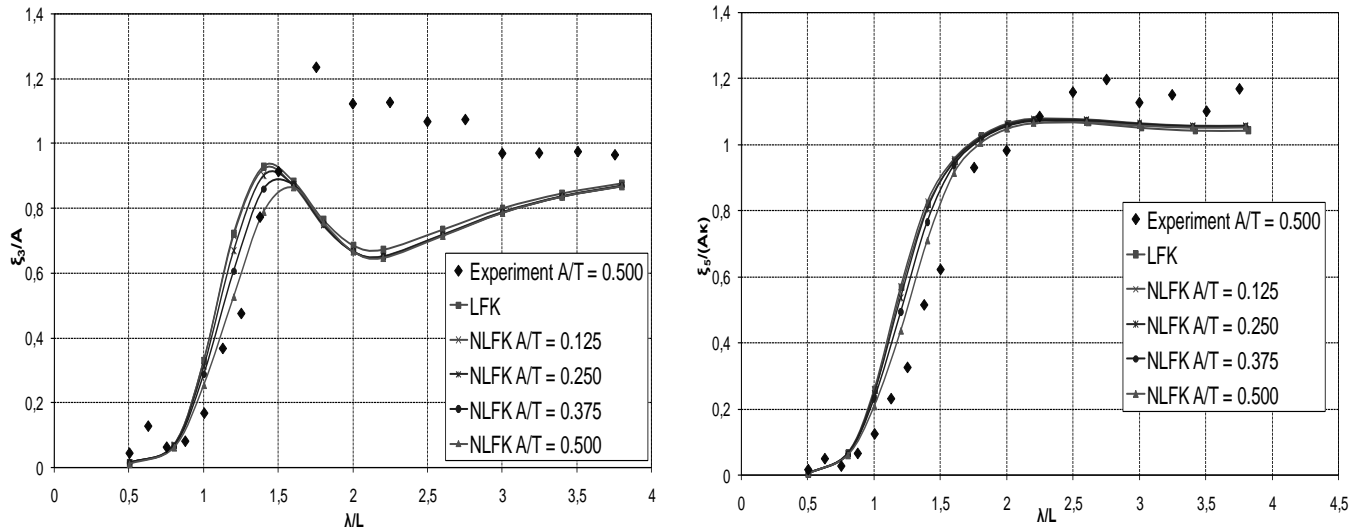 1,4
1,2
1
0,8
0,6
0,4
0,2
0
ξ₃/A
0
0,5
1
1,5
2
2,5
3
3,5
4
λ/L
Experiment A/T = 0.500
LFK
NLFK A/T = 0.125
NLFK A/T = 0.250
NLFK A/T = 0.375
NLFK A/T = 0.500
1,4
1,2
1
0,8
0,6
0,4
0,2
0
ξ₅/(Aκ)
0
0,5
1
1,5
2
2,5
3
3,5
4
4,5
λ/L
Experiment A/T = 0.500
LFK
NLFK A/T = 0.125
NLFK A/T = 0.250
NLFK A/T = 0.375
NLFK A/T = 0.500